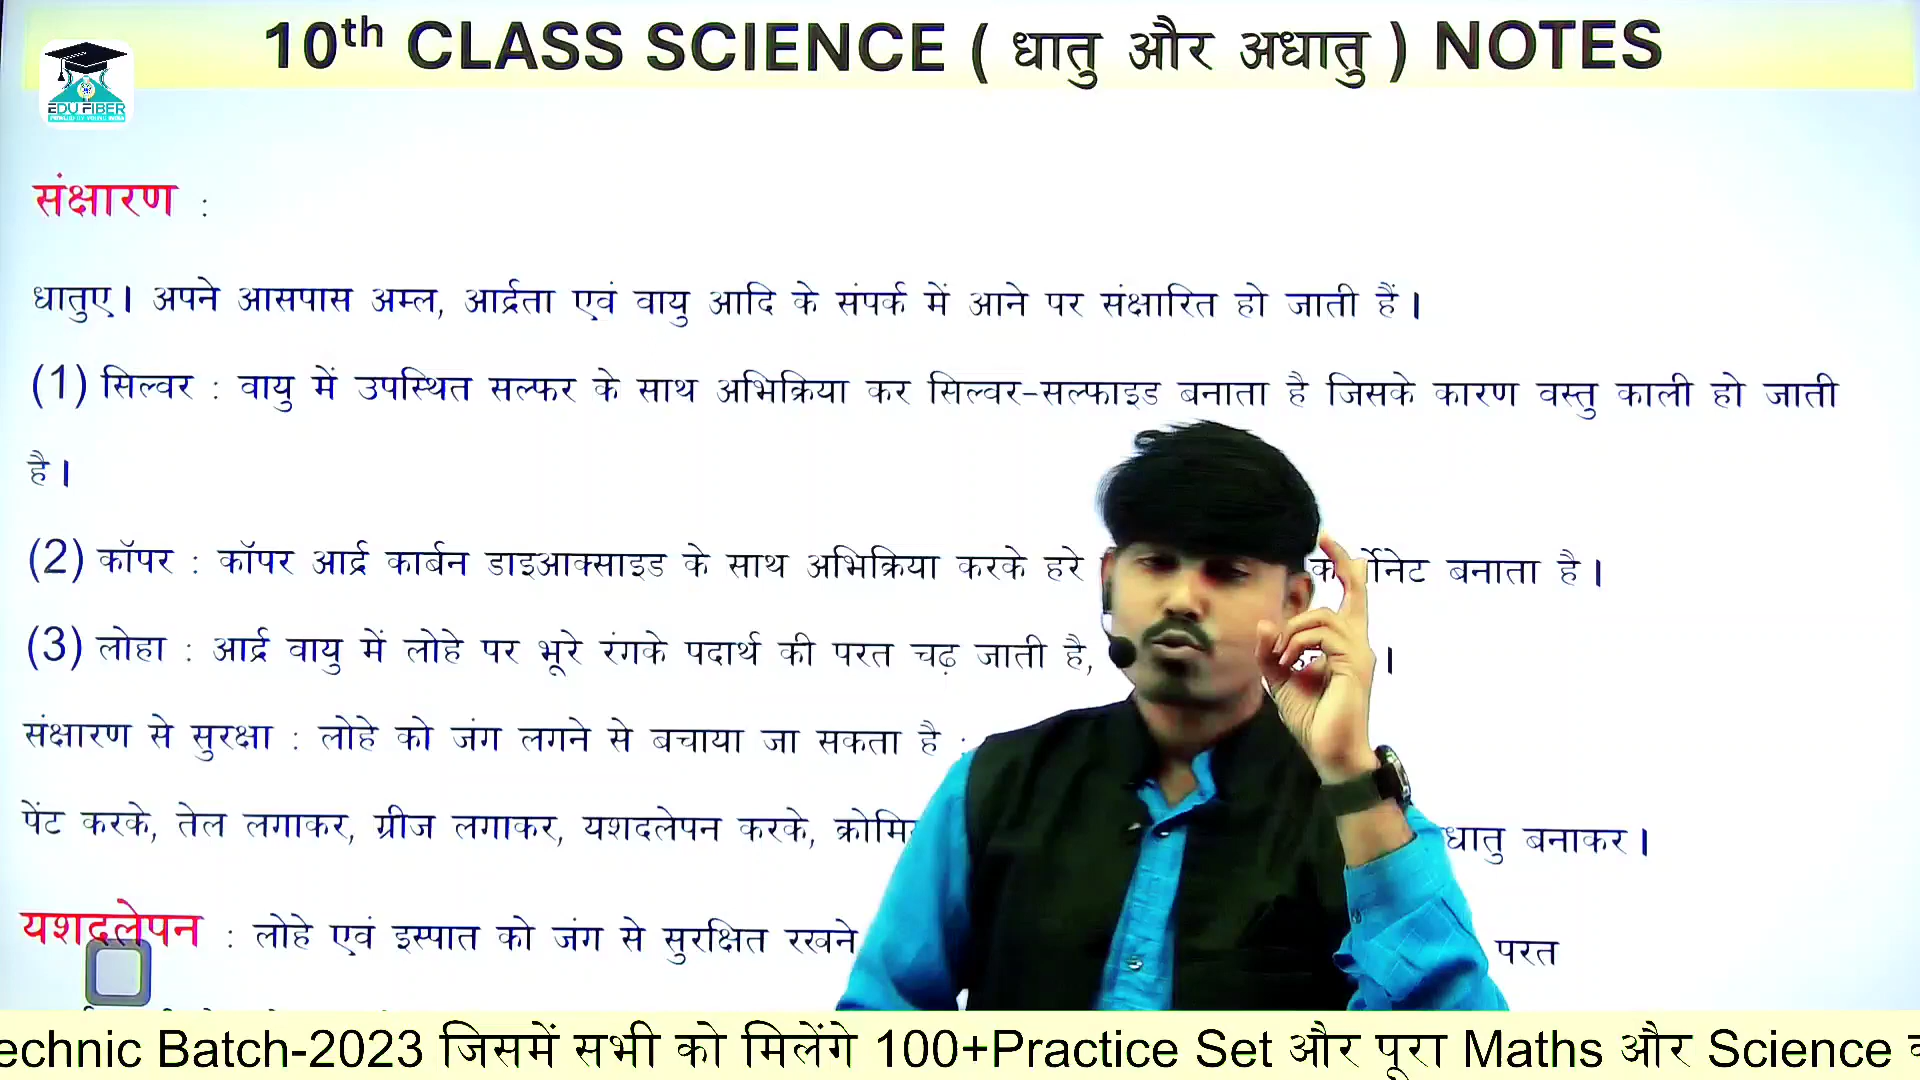 10th CLASS SCIENCE ( धातु और अधातु ) NOTES
EDU FIBER
संक्षारण :
धातुए। अपने आसपास अम्ल, आर्द्रता एवं वायु आदि के संपर्क में आने पर संक्षारित हो जाती हैं।
(1) सिल्वर : वायु में उपस्थित सल्फर के साथ अभिक्रिया कर सिल्वर-सल्फाइड बनाता है जिसके कारण वस्तु काली हो जाती
है।
(2) कॉपर : कॉपर आर्द्र कार्बन डाइआक्साइड के साथ अभिक्रिया करके हरे बनाता है।
(3) लोहा : आर्द्र वायु में लोहे पर भूरे रंगके पदार्थ की परत चढ़ जाती है, ।
संक्षारण से सुरक्षा : लोहे को जंग लगने से बचाया जा सकता है :
पेंट करके, तेल लगाकर, ग्रीज लगाकर, यशदलेपन करके, क्रोमि धातु बनाकर।
यशदलेपन : लोहे एवं इस्पात को जंग से सुरक्षित रखने परत
echnic Batch-2023 जिसमें सभी को मिलेंगे 100+Practice Set और पूरा Maths और Science